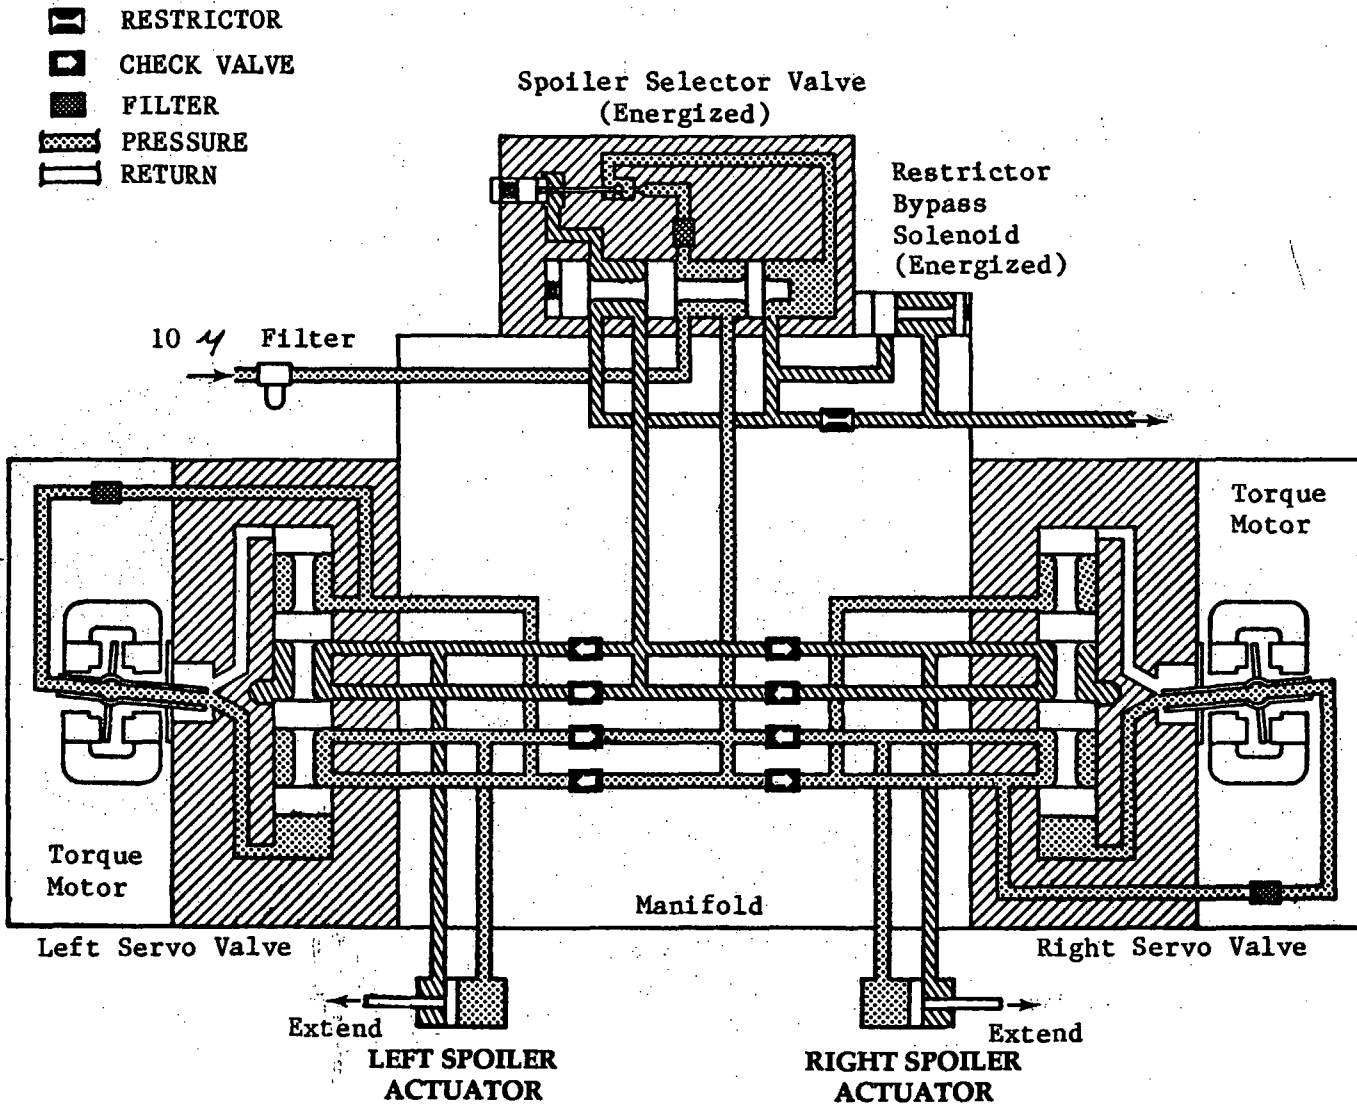 RESTRICTOR
CHECK VALVE
FILTER
PRESSURE
RETURN
Spoiler Selector Valve
(Energized)
Restrictor
Bypass
Solenoid
(Energized)
10 μ Filter
Torque
Motor
Torque
Motor
Manifold
Left Servo Valve
Right Servo Valve
Extend
Extend
LEFT SPOILER
ACTUATOR
RIGHT SPOILER
ACTUATOR